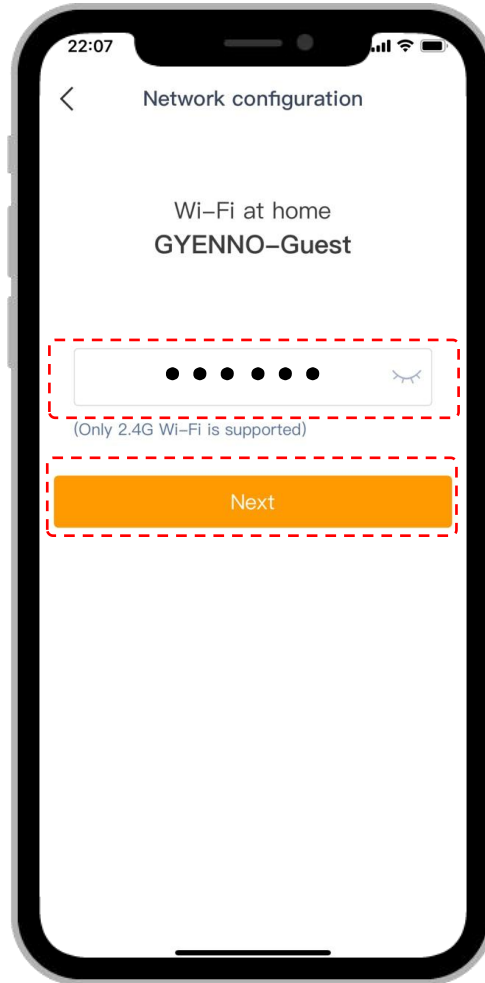 22:07
Network configuration
Wi-Fi at home
GYENNO-Guest
●●●●●●
(Only 2.4G Wi-Fi is supported)
Next